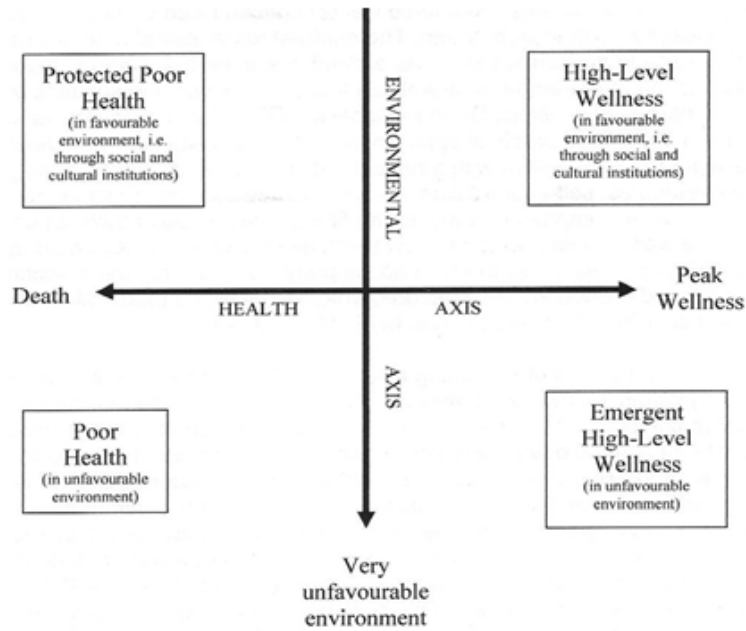 Protected Poor
Health
(in favourable
environment, i.e.
through social and
cultural institutions)
ENVIRONMENTAL
High-Level
Wellness
(in favourable
environment, i.e.
through social and
cultural institutions)
Death
HEALTH
AXIS
Peak
Wellness
AXIS
Poor
Health
(in unfavourable
environment)
Emergent
High-Level
Wellness
(in unfavourable
environment)
Very
unfavourable
environment